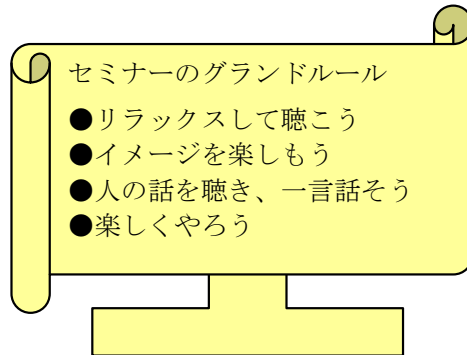 セミナーのグランドルール
●リラックスして聴こう
●イメージを楽しもう
●人の話を聴き、一言話そう
●楽しくやろう